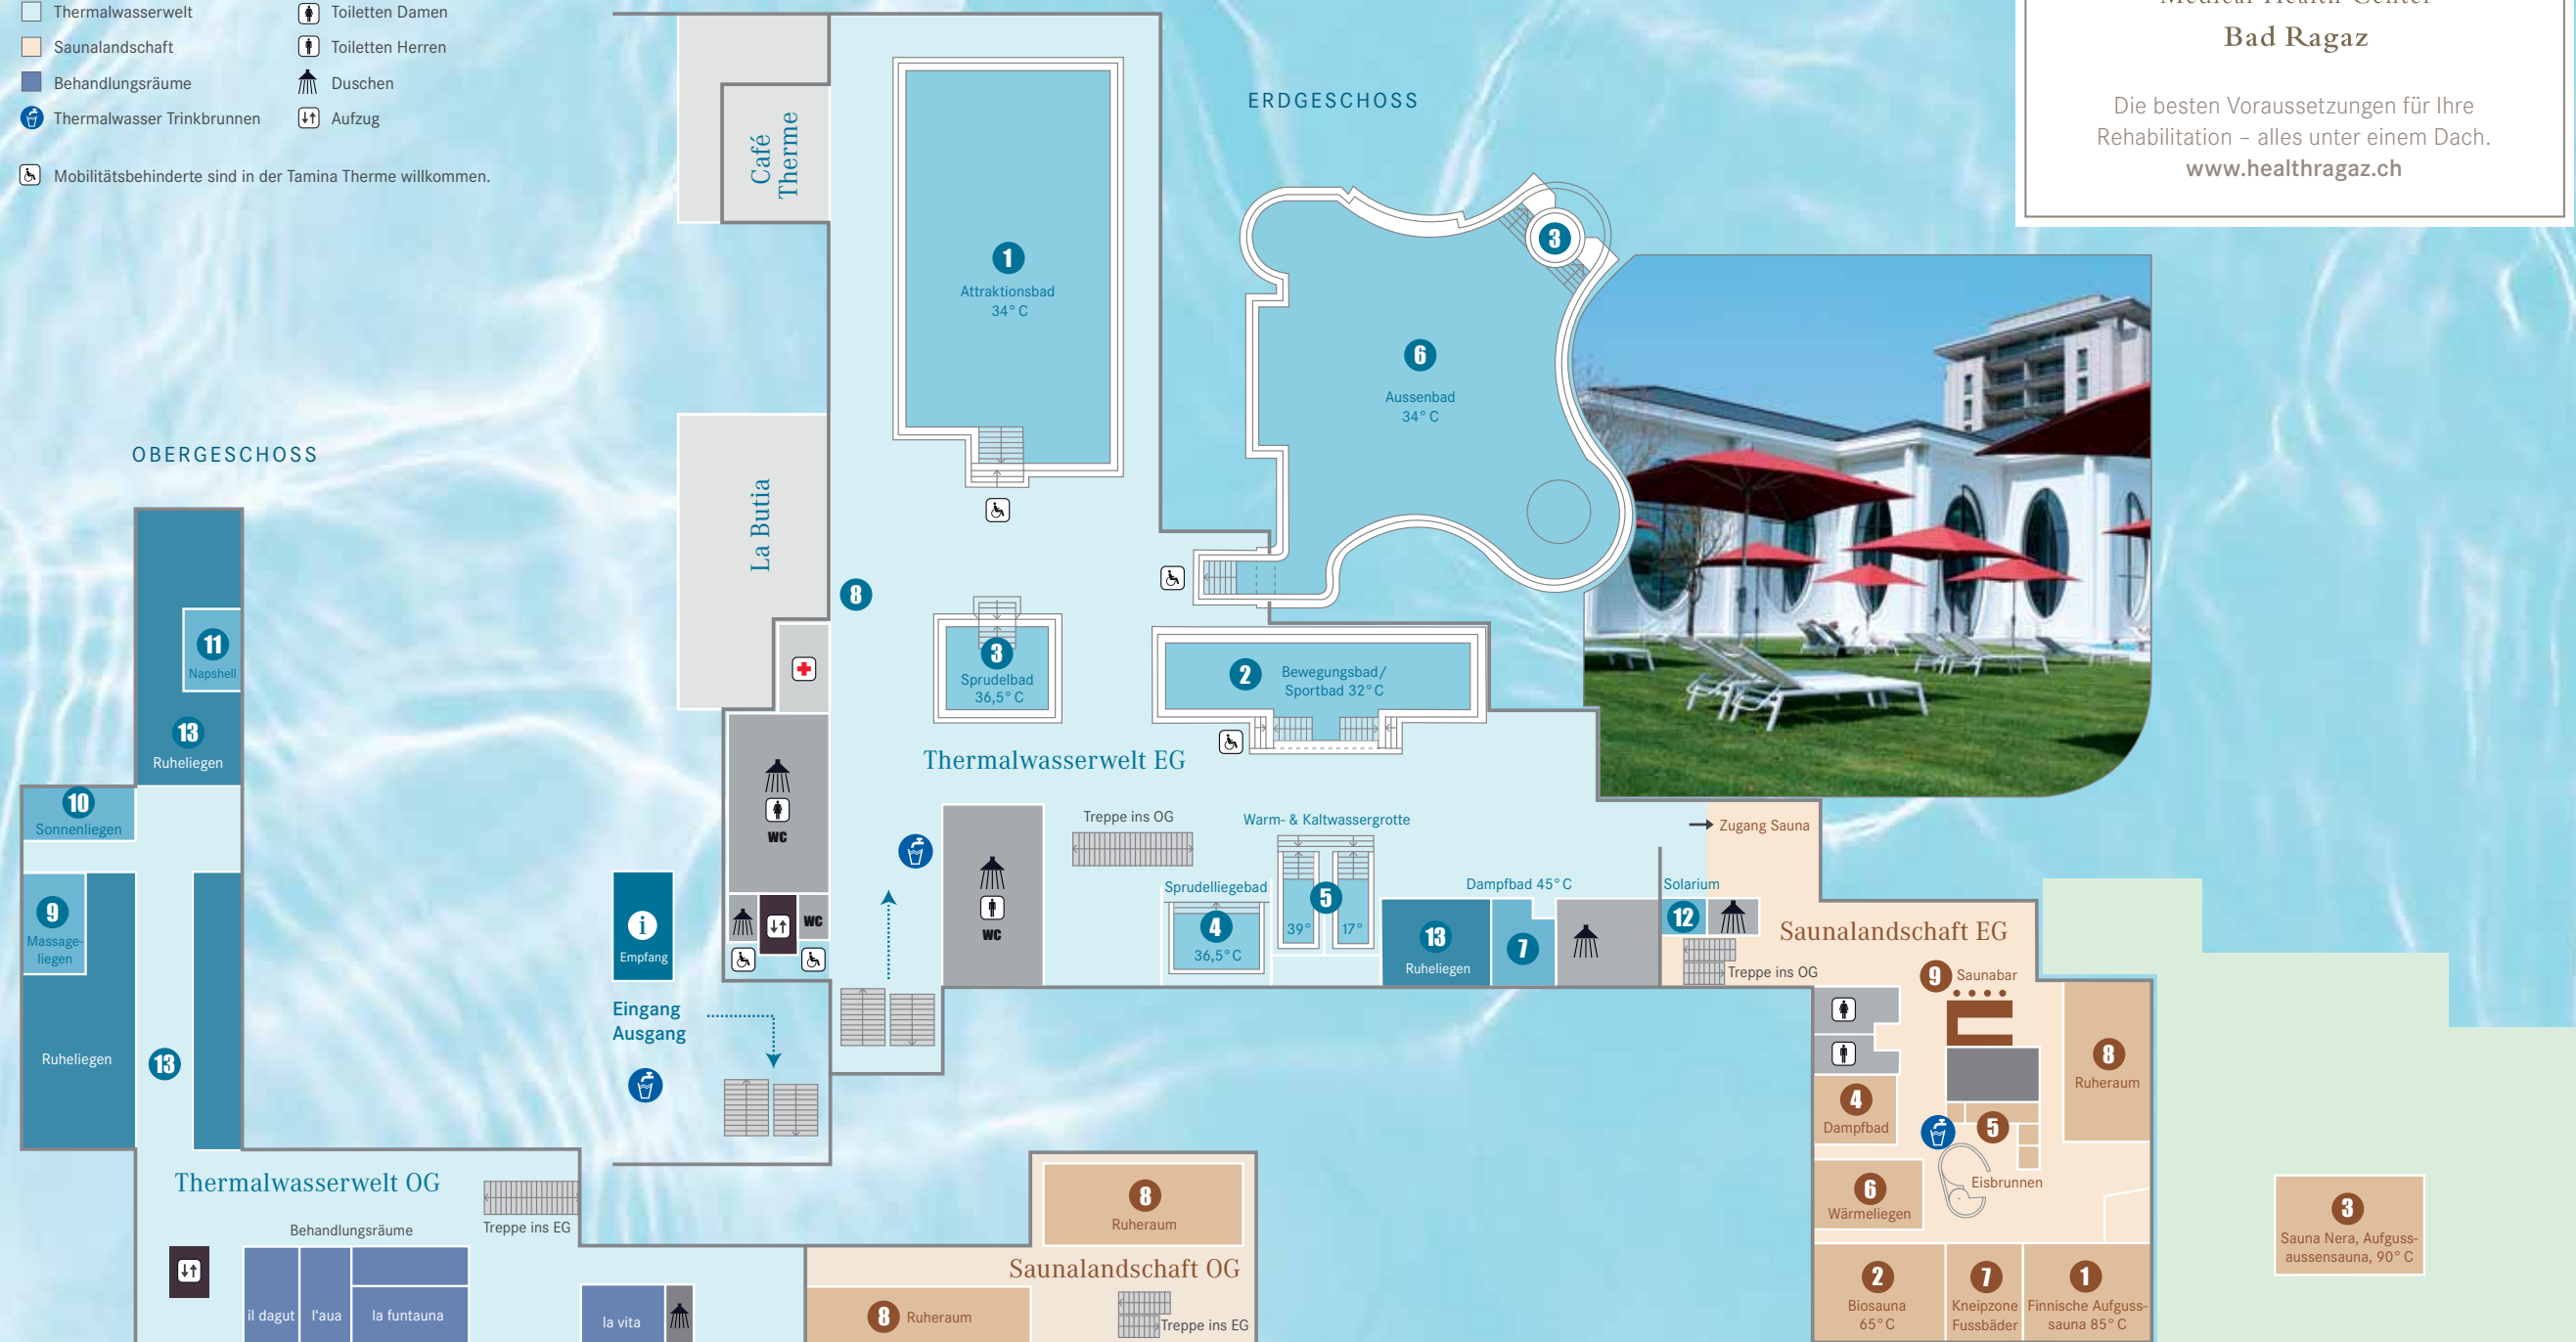 Thermalwasserwelt
Saunalandschaft
Behandlungsräume
Thermalwasser Trinkbrunnen
Toiletten Damen
Toiletten Herren
Duschen
Aufzug
Mobilitätsbehinderte sind in der Tamina Therme willkommen.
Medical Health Center
Bad Ragaz
Die besten Voraussetzungen für Ihre
Rehabilitation – alles unter einem Dach.
www.healthragaz.ch
ERDGESCHOSS
Café
Therme
1
Attraktionsbad
34° C
3
6
Aussenbad
34° C
La Butia
8
3
Sprudelbad
36,5° C
2
Bewegungsbad/
Sportbad 32° C
Thermalwasserwelt EG
WC
WC
WC
i
Empfang
Eingang
Ausgang
Treppe ins OG
Warm- & Kaltwassergrotte
Sprudelliegebad
4
36,5° C
5
39°
17°
Dampfbad 45° C
13
Ruheliegen
7
Solarium
12
Zugang Sauna
Saunalandschaft EG
Treppe ins OG
9
Saunabar
8
Ruheraum
4
Dampfbad
5
Eisbrunnen
6
Wärmeliegen
2
Biosauna
65° C
7
Kneipzone
Fussbäder
1
Finnische Aufguss-
sauna 85° C
3
Sauna Nera, Aufguss-
aussensauna, 90° C
OBERGESCHOSS
11
Napshell
13
Ruheliegen
10
Sonnenliegen
9
Massage-
liegen
Ruheliegen
13
Thermalwasserwelt OG
Treppe ins EG
Behandlungsräume
il dagut
l'aua
la funtauna
la vita
8
Ruheraum
Saunalandschaft OG
8
Ruheraum
Treppe ins EG